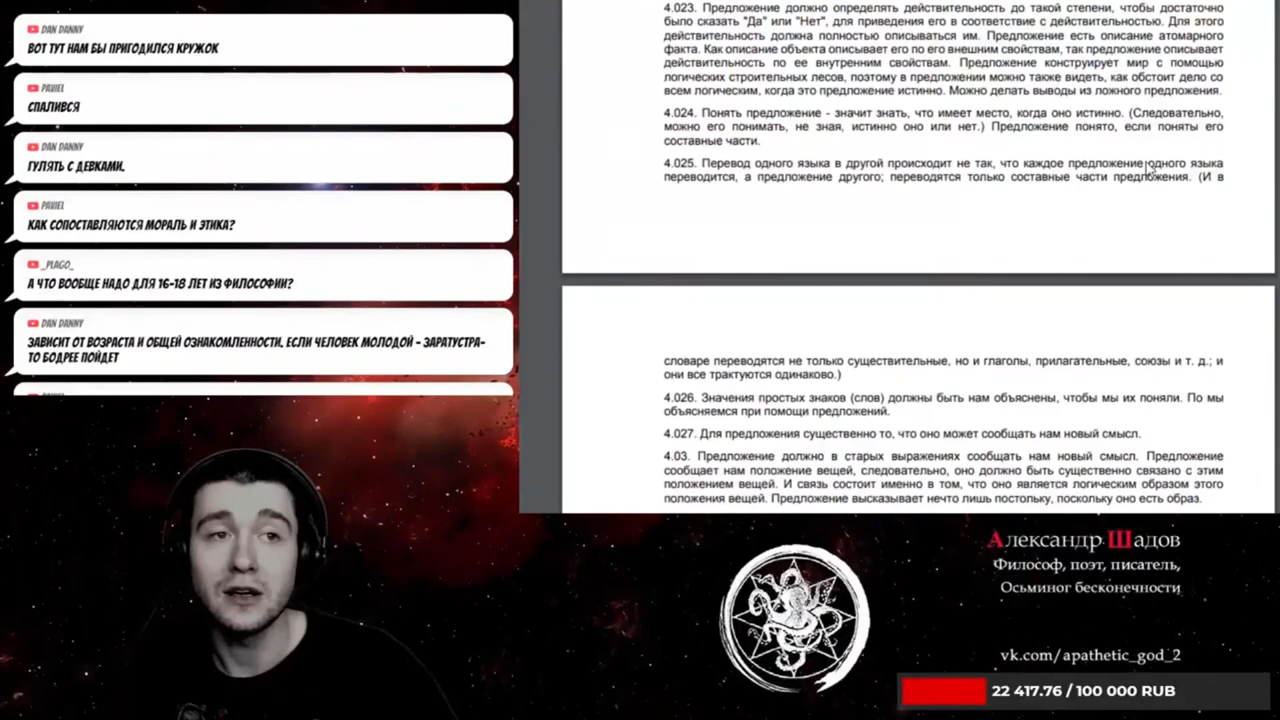 DAN DANNY
ВОТ ТУТ НАМ БЫ ПРИГОДИЛСЯ КРУЖОК
PAVIEL
СПАЛИВСЯ
DAN DANNY
ГУЛЯТЬ С ДЕВКАМИ.
PAVIEL
КАК СОПОСТАВЛЯЮТСЯ МОРАЛЬ И ЭТИКА?
_PLAGO_
А ЧТО ВООБЩЕ НАДО ДЛЯ 16-18 ЛЕТ ИЗ ФИЛОСОФИИ?
DAN DANNY
ЗАВИСИТ ОТ ВОЗРАСТА И ОБЩЕЙ ОЗНАКОМЛЕННОСТИ. ЕСЛИ ЧЕЛОВЕК МОЛОДОЙ - ЗАРАТУСТРА-
ТО БОДРЕЕ ПОЙДЕТ
4.023. Предложение должно определять действительность до такой степени, чтобы достаточно
было сказать "Да" или "Нет", для приведения его в соответствие с действительностью. Для этого
действительность должна полностью описываться им. Предложение есть описание атомарного
факта. Как описание объекта описывает его по его внешним свойствам, так предложение описывает
действительность по ее внутренним свойствам. Предложение конструирует мир с помощью
логических строительных лесов, поэтому в предложении можно также видеть, как обстоит дело со
всем логическим, когда это предложение истинно. Можно делать выводы из ложного предложения.
4.024. Понять предложение - значит знать, что имеет место, когда оно истинно. (Следовательно,
можно его понимать, не зная, истинно оно или нет.) Предложение понято, если поняты его
составные части.
4.025. Перевод одного языка в другой происходит не так, что каждое предложение одного языка
переводится, а предложение другого; переводятся только составные части предложения. (И в
словаре переводятся не только существительные, но и глаголы, прилагательные, союзы и т. д.; и
они все трактуются одинаково.)
4.026. Значения простых знаков (слов) должны быть нам объяснены, чтобы мы их поняли. По мы
объясняемся при помощи предложений.
4.027. Для предложения существенно то, что оно может сообщать нам новый смысл.
4.03. Предложение должно в старых выражениях сообщать нам новый смысл. Предложение
сообщает нам положение вещей, следовательно, оно должно быть существенно связано с этим
положением вещей. И связь состоит именно в том, что оно является логическим образом этого
положения вещей. Предложение высказывает нечто лишь постольку, поскольку оно есть образ.
Александр Шадов
Философ, поэт, писатель,
Осьминог бесконечности
vk.com/apathetic_god_2
22 417.76 / 100 000 RUB